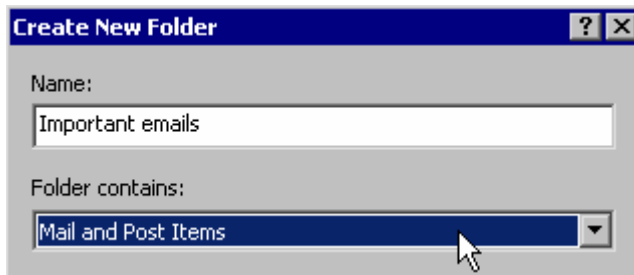 Create New Folder
Name:
Important emails
Folder contains:
Mail and Post Items